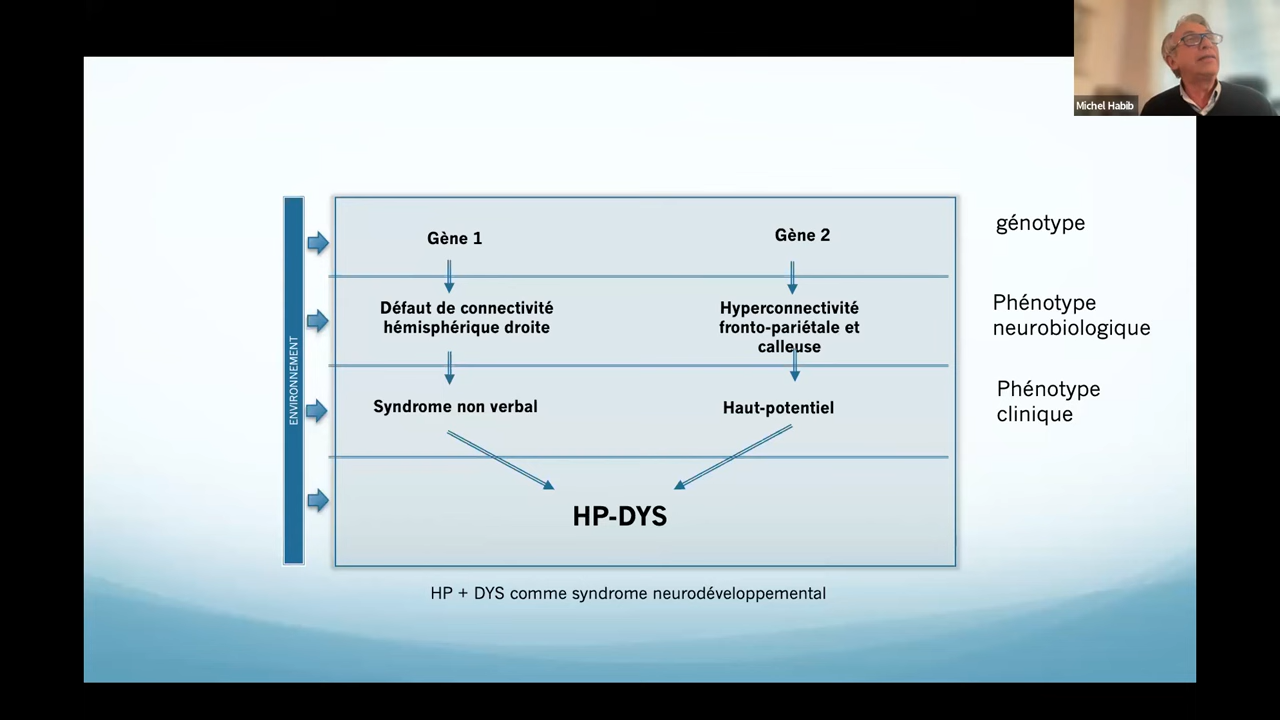 Michel Habib
ENVIRONNEMENT
Gène 1
Gène 2
génotype
Défaut de connectivité
hémisphérique droite
Hyperconnectivité
fronto-pariétale et
calleuse
Phénotype
neurobiologique
Syndrome non verbal
Haut-potentiel
Phénotype
clinique
HP-DYS
HP + DYS comme syndrome neurodéveloppemental